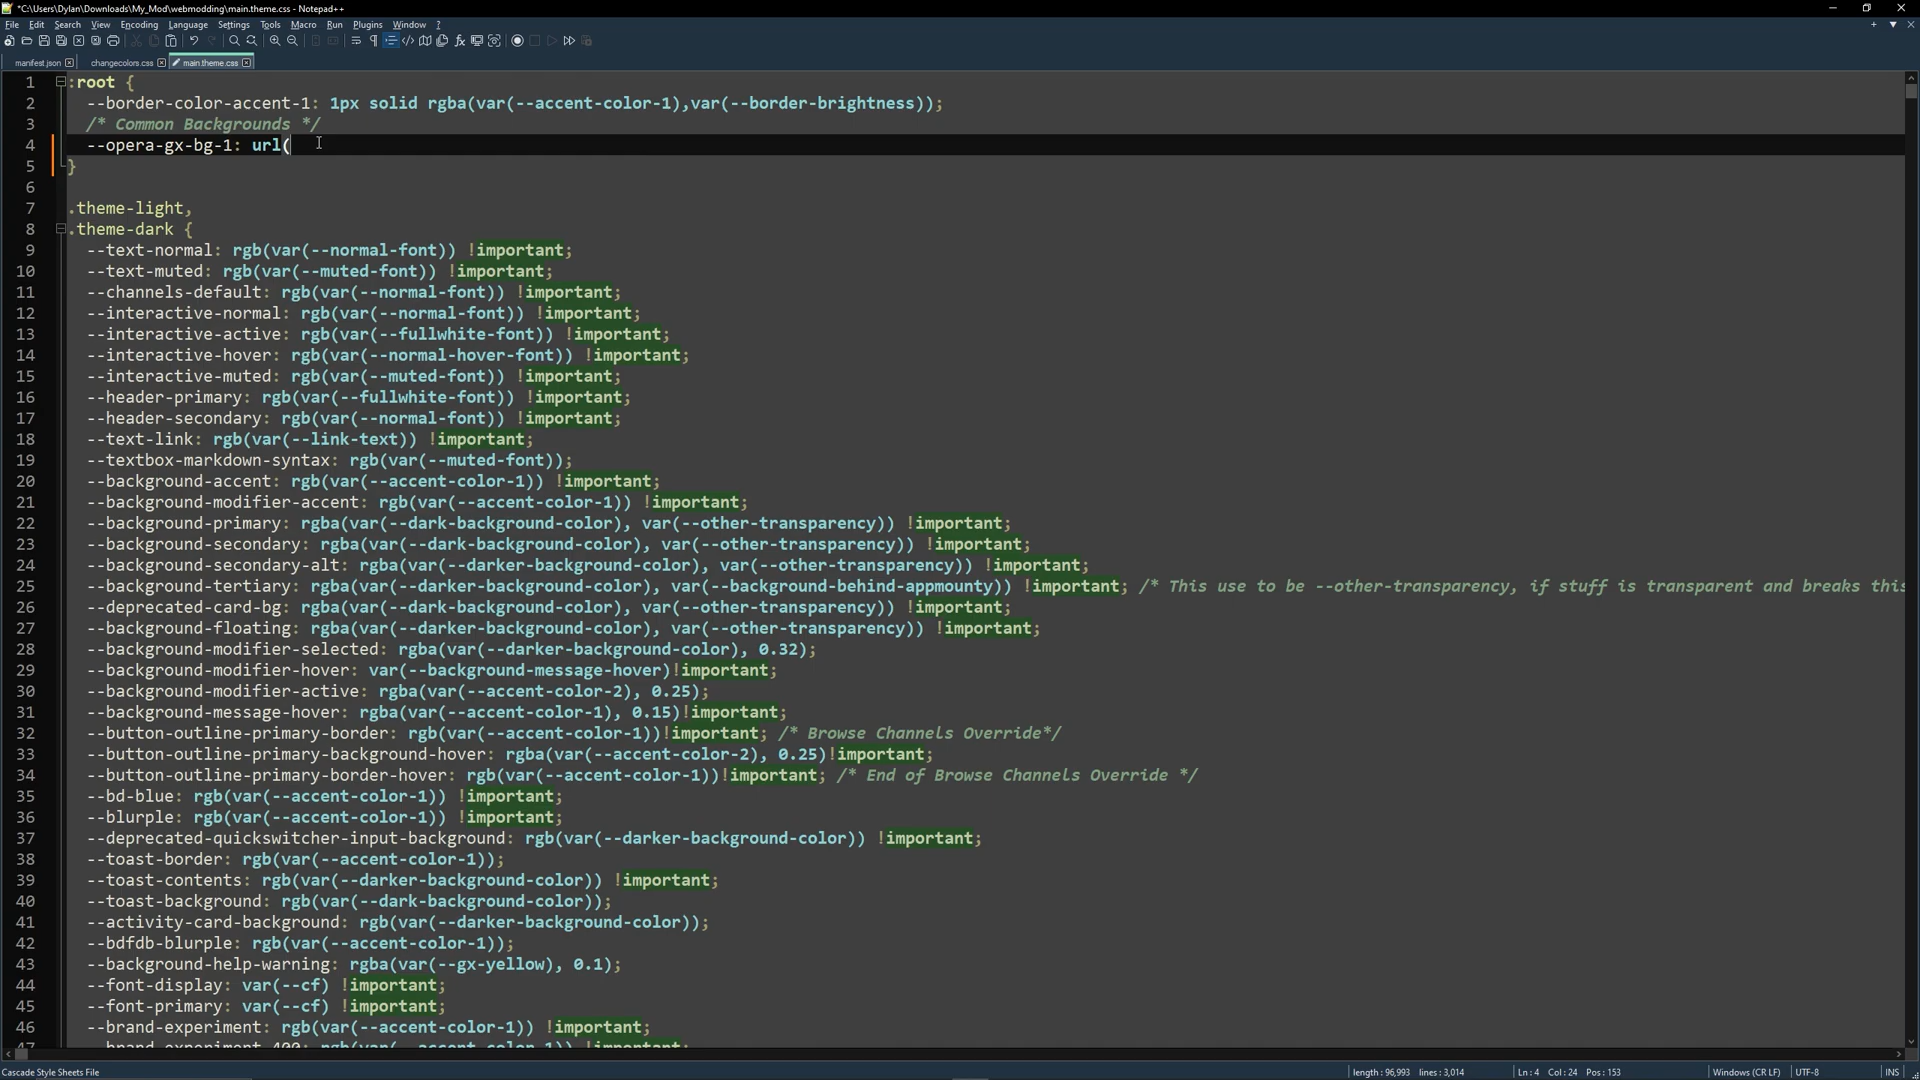 *C:\Users\Dylan\Downloads\My_Mod\webmodding\main.theme.css - Notepad++
File Edit Search View Encoding Language Settings Tools Macro Run Plugins Window ?
manifest.json changecolors.css main.theme.css
1 :root {
2 --border-color-accent-1: 1px solid rgba(var(--accent-color-1),var(--border-brightness));
3 /* Common Backgrounds */
4 --opera-gx-bg-1: url(
5 }
6
7 .theme-light,
8 .theme-dark {
9 --text-normal: rgb(var(--normal-font)) !important;
10 --text-muted: rgb(var(--muted-font)) !important;
11 --channels-default: rgb(var(--normal-font)) !important;
12 --interactive-normal: rgb(var(--normal-font)) !important;
13 --interactive-active: rgb(var(--fullwhite-font)) !important;
14 --interactive-hover: rgb(var(--normal-hover-font)) !important;
15 --interactive-muted: rgb(var(--muted-font)) !important;
16 --header-primary: rgb(var(--fullwhite-font)) !important;
17 --header-secondary: rgb(var(--normal-font)) !important;
18 --text-link: rgb(var(--link-text)) !important;
19 --textbox-markdown-syntax: rgb(var(--muted-font));
20 --background-accent: rgb(var(--accent-color-1)) !important;
21 --background-modifier-accent: rgb(var(--accent-color-1)) !important;
22 --background-primary: rgba(var(--dark-background-color), var(--other-transparency)) !important;
23 --background-secondary: rgba(var(--dark-background-color), var(--other-transparency)) !important;
24 --background-secondary-alt: rgba(var(--darker-background-color), var(--other-transparency)) !important;
25 --background-tertiary: rgba(var(--darker-background-color), var(--background-behind-appmounty)) !important; /* This use to be --other-transparency, if stuff is transparent and breaks this
26 --deprecated-card-bg: rgba(var(--dark-background-color), var(--other-transparency)) !important;
27 --background-floating: rgba(var(--darker-background-color), var(--other-transparency)) !important;
28 --background-modifier-selected: rgba(var(--darker-background-color), 0.32);
29 --background-modifier-hover: var(--background-message-hover)!important;
30 --background-modifier-active: rgba(var(--accent-color-2), 0.25);
31 --background-message-hover: rgba(var(--accent-color-1), 0.15)!important;
32 --button-outline-primary-border: rgb(var(--accent-color-1))!important; /* Browse Channels Override*/
33 --button-outline-primary-background-hover: rgba(var(--accent-color-2), 0.25)!important;
34 --button-outline-primary-border-hover: rgb(var(--accent-color-1))!important; /* End of Browse Channels Override */
35 --bd-blue: rgb(var(--accent-color-1)) !important;
36 --blurple: rgb(var(--accent-color-1)) !important;
37 --deprecated-quickswitcher-input-background: rgb(var(--darker-background-color)) !important;
38 --toast-border: rgb(var(--accent-color-1));
39 --toast-contents: rgb(var(--darker-background-color)) !important;
40 --toast-background: rgb(var(--dark-background-color));
41 --activity-card-background: rgb(var(--darker-background-color));
42 --bdfdb-blurple: rgb(var(--accent-color-1));
43 --background-help-warning: rgba(var(--gx-yellow), 0.1);
44 --font-display: var(--cf) !important;
45 --font-primary: var(--cf) !important;
46 --brand-experiment: rgb(var(--accent-color-1)) !important;
47 --brand-experiment-400: rgb(var(--accent-color-1)) !important;
Cascade Style Sheets File length : 96,993 lines : 3,014 Ln : 4 Col : 24 Pos : 153 Windows (CR LF) UTF-8 INS